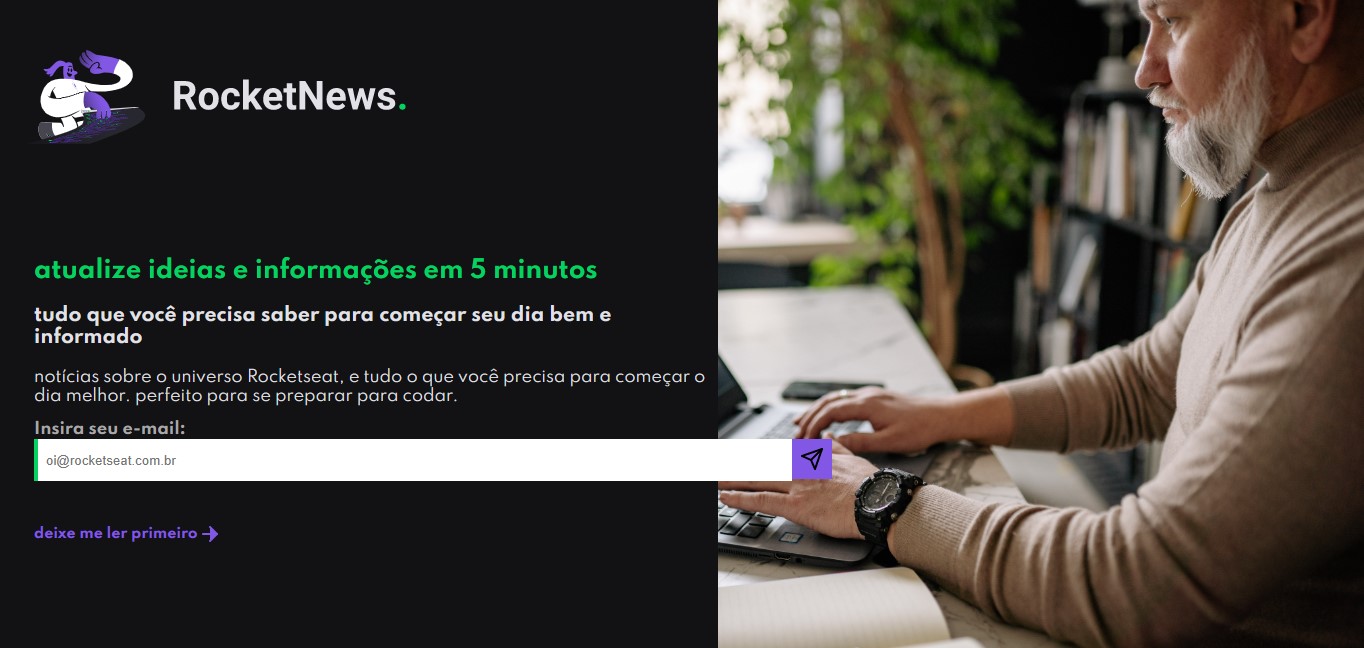 RocketNews.
atualize ideias e informações em 5 minutos
tudo que você precisa saber para começar seu dia bem e
informado
notícias sobre o universo Rocketseat, e tudo o que você precisa para começar o
dia melhor. perfeito para se preparar para codar.
Insira seu e-mail:
oi@rocketseat.com.br
deixe me ler primeiro